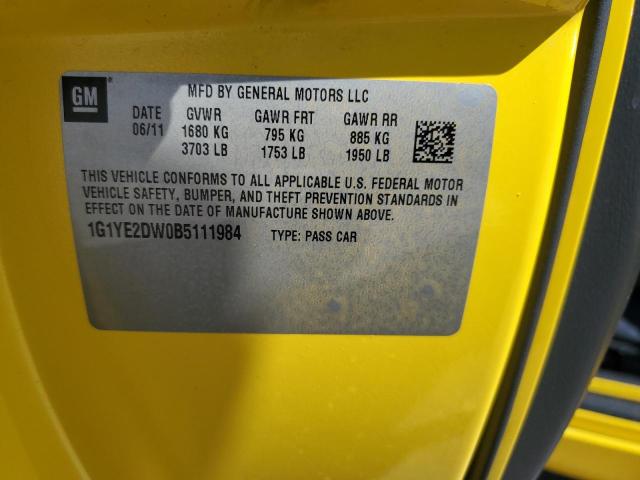 GM MFD BY GENERAL MOTORS LLC
DATE GVWR GAWR FRT GAWR RR
06/11 1680 KG 795 KG 885 KG
3703 LB 1753 LB 1950 LB
THIS VEHICLE CONFORMS TO ALL APPLICABLE U.S. FEDERAL MOTOR
VEHICLE SAFETY, BUMPER, AND THEFT PREVENTION STANDARDS IN
EFFECT ON THE DATE OF MANUFACTURE SHOWN ABOVE.
1G1YE2DW0B5111984 TYPE: PASS CAR